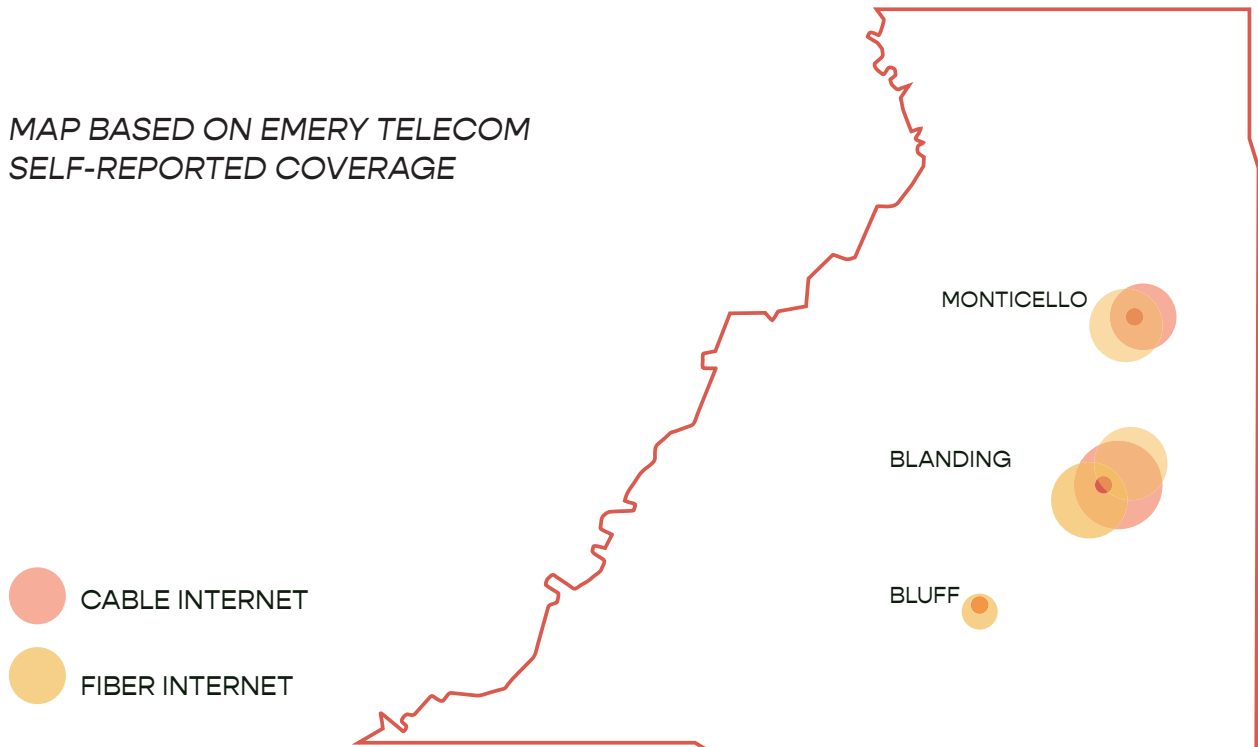 MAP BASED ON EMERY TELECOM
SELF-REPORTED COVERAGE
MONTICELLO
BLANDING
BLUFF
CABLE INTERNET
FIBER INTERNET